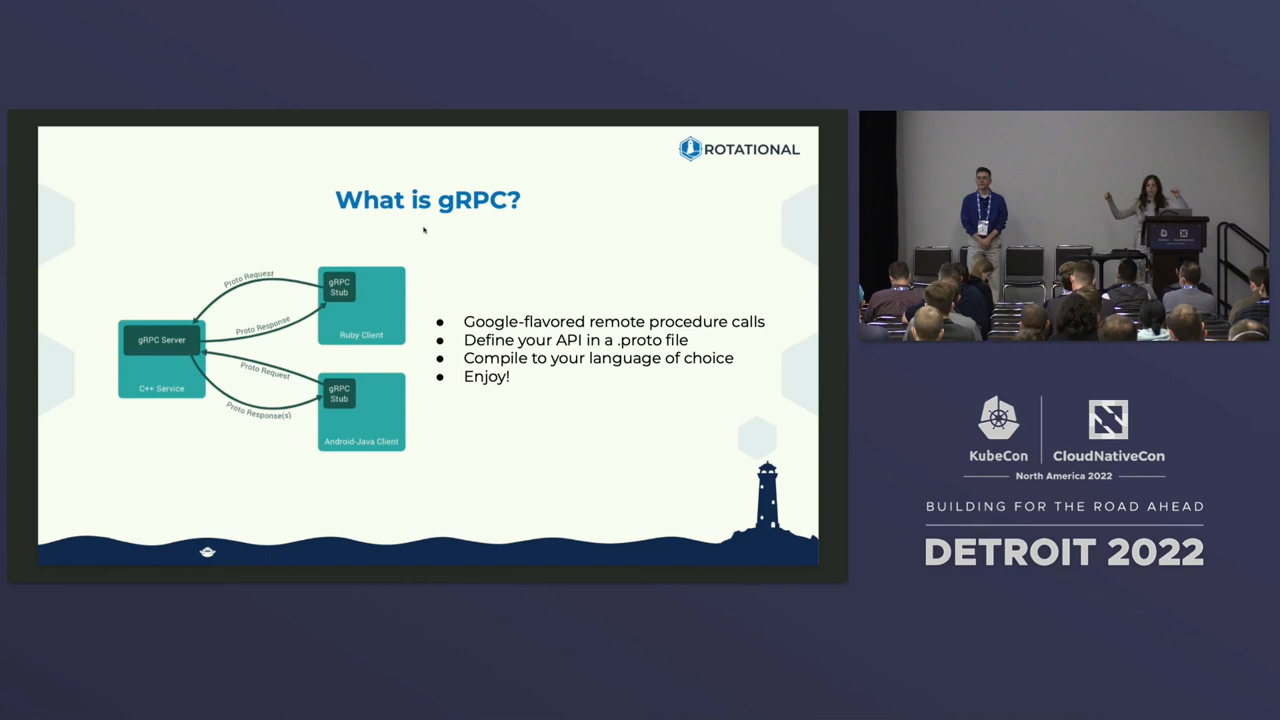 ROTATIONAL
What is gRPC?
Proto Request
gRPC
Stub
Ruby Client
Proto Response
gRPC Server
C++ Service
Proto Request
gRPC
Stub
Android-Java Client
Proto Response(s)
● Google-flavored remote procedure calls
● Define your API in a .proto file
● Compile to your language of choice
● Enjoy!
KubeCon
CloudNativeCon
North America 2022
BUILDING FOR THE ROAD AHEAD
DETROIT 2022